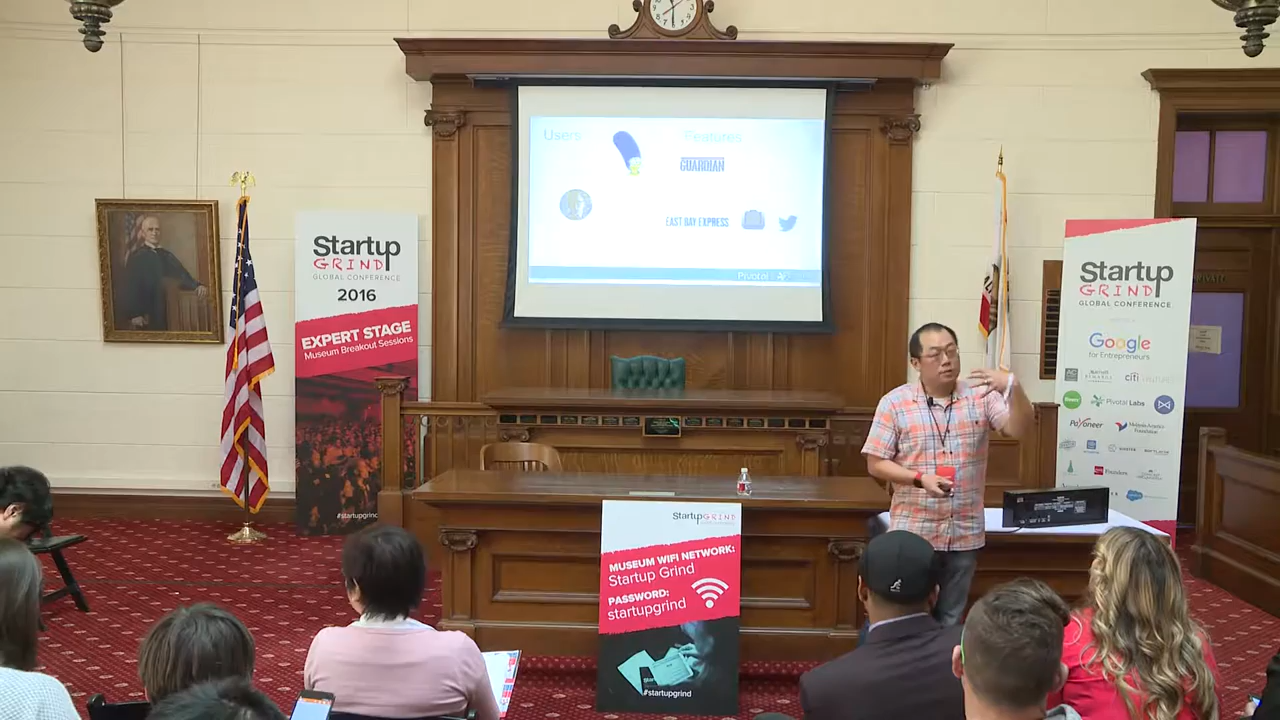 Users
Features
GUARDIAN
EAST BAY EXPRESS
Pivotal
Startup
GRIND
GLOBAL CONFERENCE
2016
EXPERT STAGE
Museum Breakout Sessions
#startupgrind
Startup GRIND
MUSEUM WIFI NETWORK:
Startup Grind
PASSWORD:
startupgrind
#startupgrind
Startup
GRIND
GLOBAL CONFERENCE
Google
for Entrepreneurs
citi
Pivotal Labs
Payoneer
PRIVATE